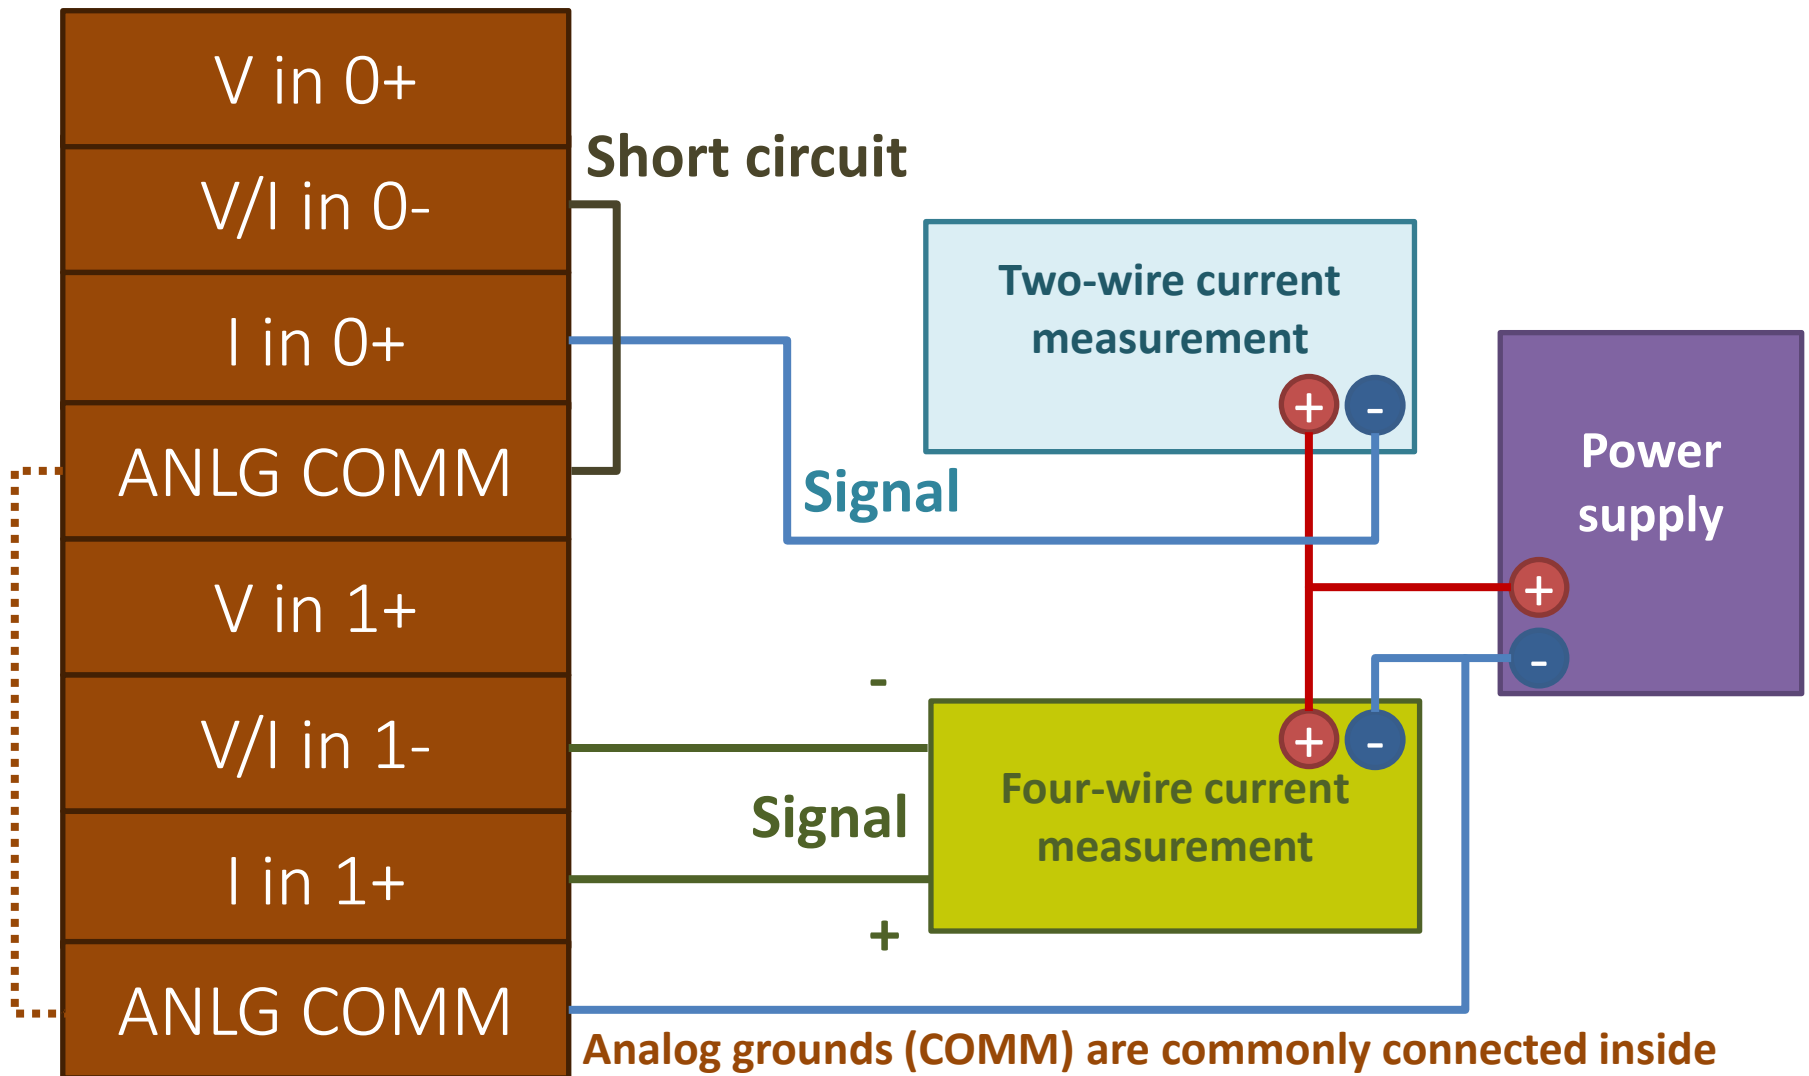 V in 0+
V/I in 0-
I in 0+
ANLG COMM
V in 1+
V/I in 1-
I in 1+
ANLG COMM
Short circuit
Two-wire current
measurement
+ -
Signal
Power
supply
+
-
-
Signal
+
+ -
Four-wire current
measurement
Analog grounds (COMM) are commonly connected inside